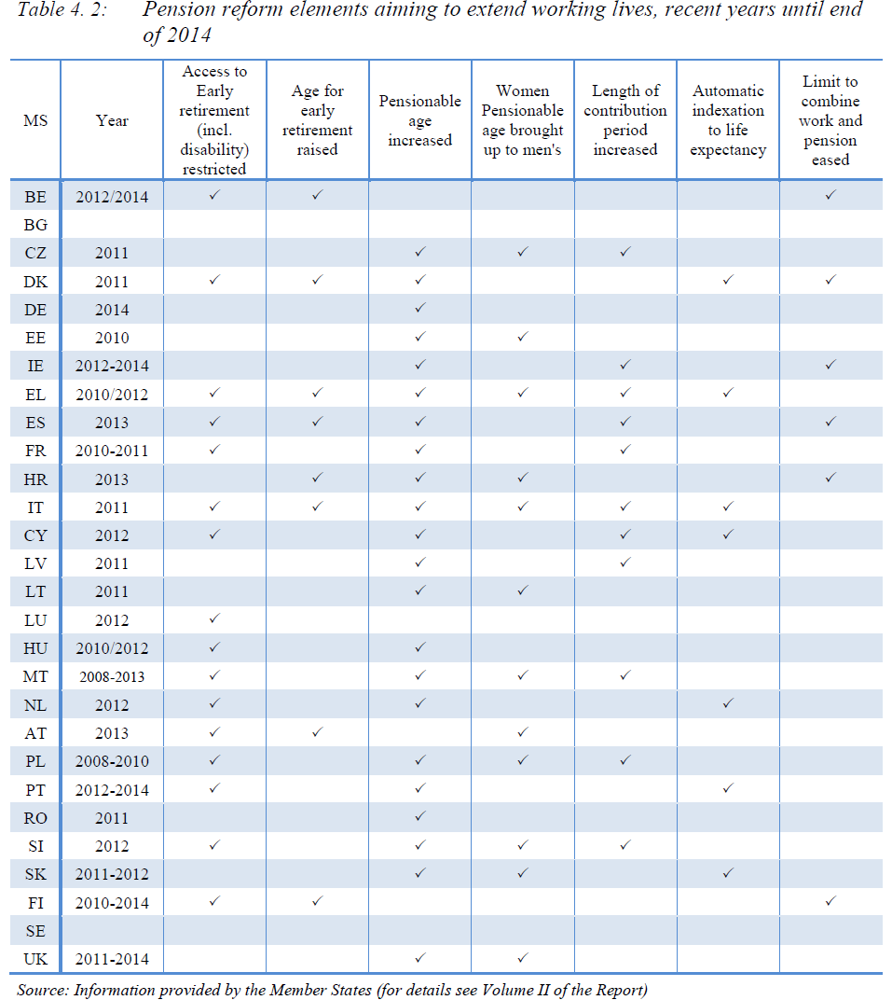 Table 4. 2: Pension reform elements aiming to extend working lives, recent years until end
of 2014
MS Year Access to Early retirement (incl. disability) restricted Age for early retirement raised Pensionable age increased Women Pensionable age brought up to men's Length of contribution period increased Automatic indexation to life expectancy Limit to combine work and pension eased
BE 2012/2014 ✓ ✓ ✓
BG
CZ 2011 ✓ ✓ ✓
DK 2011 ✓ ✓ ✓ ✓ ✓
DE 2014 ✓
EE 2010 ✓ ✓
IE 2012-2014 ✓ ✓ ✓
EL 2010/2012 ✓ ✓ ✓ ✓ ✓ ✓
ES 2013 ✓ ✓ ✓ ✓ ✓
FR 2010-2011 ✓ ✓ ✓
HR 2013 ✓ ✓ ✓ ✓
IT 2011 ✓ ✓ ✓ ✓ ✓ ✓
CY 2012 ✓ ✓ ✓ ✓
LV 2011 ✓ ✓
LT 2011 ✓ ✓
LU 2012 ✓
HU 2010/2012 ✓ ✓
MT 2008-2013 ✓ ✓ ✓ ✓
NL 2012 ✓ ✓ ✓
AT 2013 ✓ ✓ ✓
PL 2008-2010 ✓ ✓ ✓ ✓
PT 2012-2014 ✓ ✓ ✓
RO 2011 ✓
SI 2012 ✓ ✓ ✓ ✓
SK 2011-2012 ✓ ✓ ✓
FI 2010-2014 ✓ ✓ ✓
SE
UK 2011-2014 ✓ ✓
Source: Information provided by the Member States (for details see Volume II of the Report)